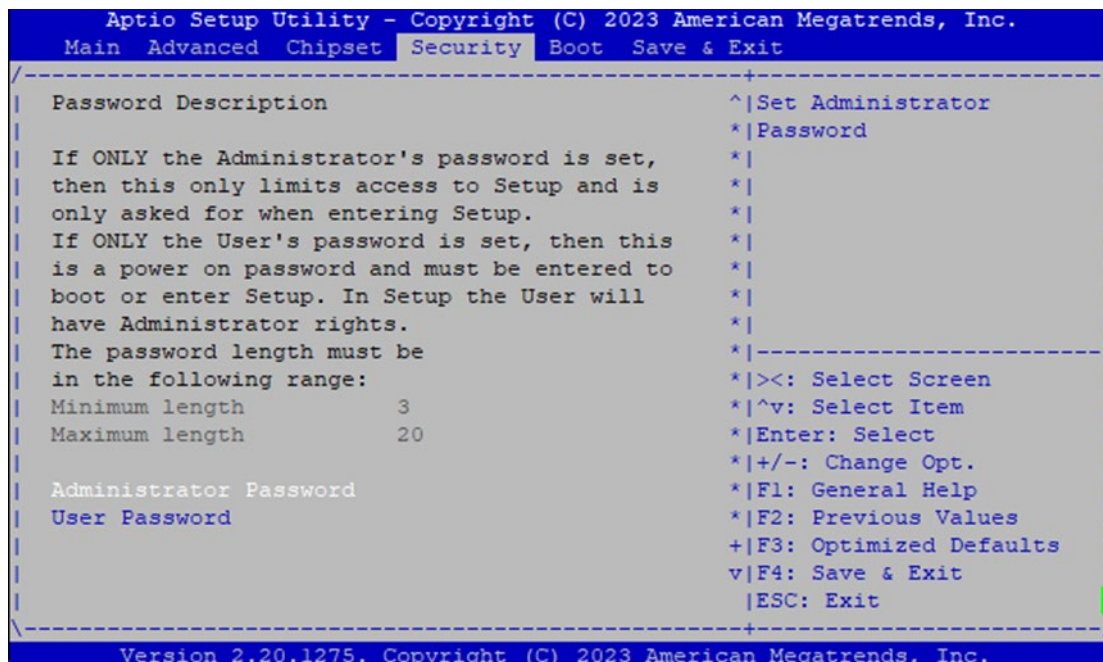 Aptio Setup Utility - Copyright (C) 2023 American Megatrends, Inc.
Main Advanced Chipset Security Boot Save & Exit
/----------------------------------------------------+-------------------------
| Password Description ^|Set Administrator
| *|Password
| If ONLY the Administrator's password is set, *|
| then this only limits access to Setup and is *|
| only asked for when entering Setup. *|
| If ONLY the User's password is set, then this *|
| is a power on password and must be entered to *|
| boot or enter Setup. In Setup the User will *|
| have Administrator rights. *|
| The password length must be *|-------------------------
| in the following range: *|><: Select Screen
| Minimum length 3 *|^v: Select Item
| Maximum length 20 *|Enter: Select
| *|+/-: Change Opt.
| Administrator Password *|F1: General Help
| User Password *|F2: Previous Values
| +|F3: Optimized Defaults
| v|F4: Save & Exit
| |ESC: Exit
\----------------------------------------------------+-------------------------
Version 2.20.1275. Copyright (C) 2023 American Megatrends, Inc.